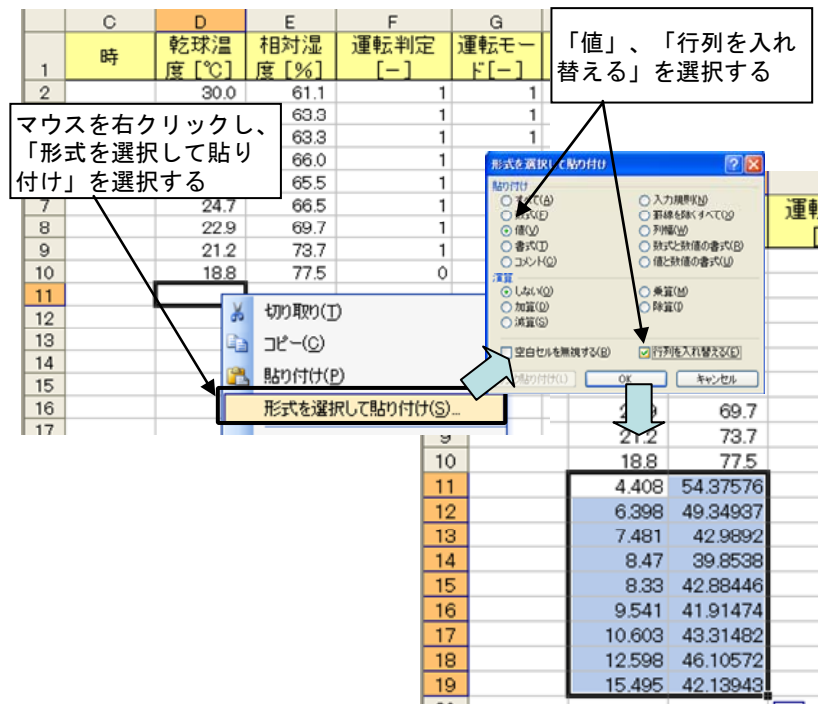 C D E F G
時 乾球温 相対湿 運転判定 運転モー
1 度 [℃] 度 [%] [－] ド[－]
「値」、「行列を入れ
替える」を選択する
2 30.0 61.1 1 1
63.3 1 1
63.3 1 1
66.0 1
65.5 1
7 24.7 66.5 1
8 22.9 69.7 1
9 21.2 73.7 1
10 18.8 77.5 0
11
12
13
14
15
16
17
マウスを右クリックし、
「形式を選択して貼り
付け」を選択する
切り取り(T)
コピー(C)
貼り付け(P)
形式を選択して貼り付け(S)...
形式を選択して貼り付け
貼り付け
すべて(A) 入力規則(N)
数式(F) 罫線を除くすべて(X)
値(V) 列幅(W)
書式(T) 数式と数値の書式(R)
コメント(C) 値と数値の書式(U)
演算
しない(O) 乗算(M)
加算(D) 除算(I)
減算(S)
空白セルを無視する(B) 行列を入れ替える(E)
貼り付け(L) OK キャンセル
運転
69.7
9 21.2 73.7
10 18.8 77.5
11 4.408 54.37576
12 6.398 49.34937
13 7.481 42.9892
14 8.47 39.8538
15 8.33 42.88446
16 9.541 41.91474
17 10.603 43.31482
18 12.598 46.10572
19 15.495 42.13943